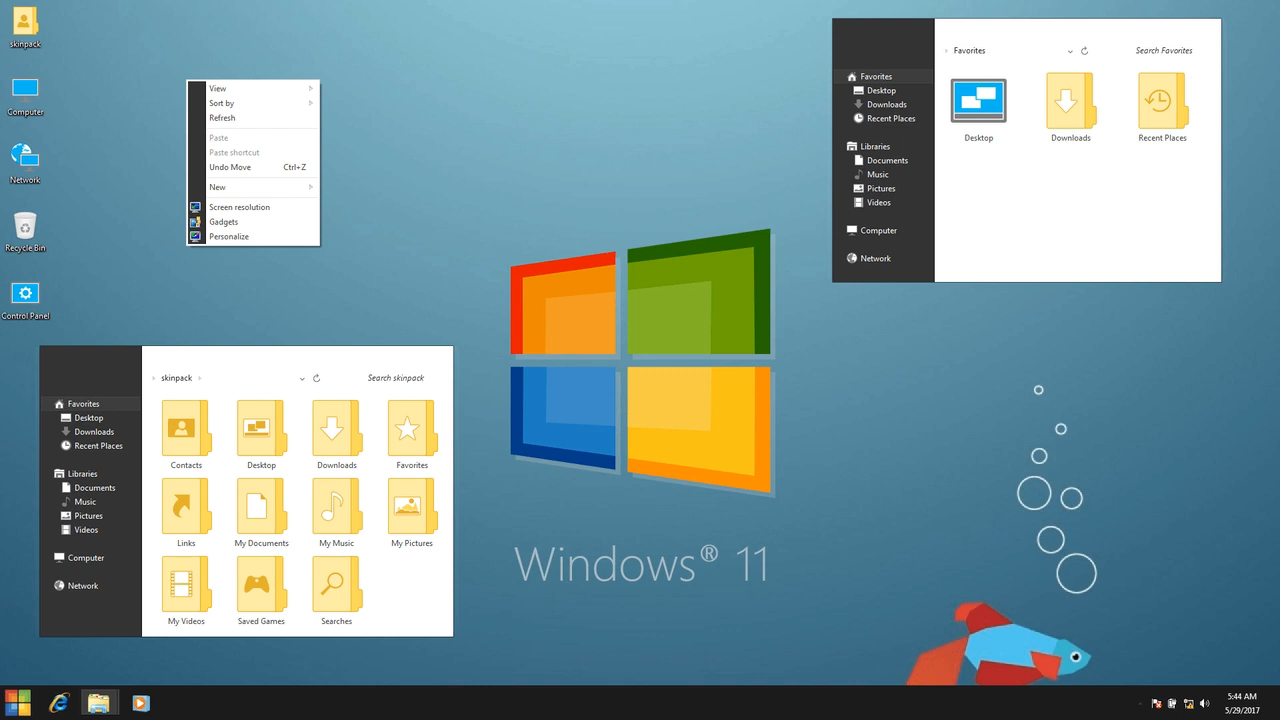 skinpack
Computer
Network
Recycle Bin
Control Panel
View
Sort by
Refresh
Paste
Paste shortcut
Undo Move Ctrl+Z
New
Screen resolution
Gadgets
Personalize
Favorites
Desktop
Downloads
Recent Places
Libraries
Documents
Music
Pictures
Videos
Computer
Network
Favorites
Search Favorites
Desktop
Downloads
Recent Places
Favorites
Desktop
Downloads
Recent Places
Libraries
Documents
Music
Pictures
Videos
Computer
Network
skinpack
Search skinpack
Contacts
Desktop
Downloads
Favorites
Links
My Documents
My Music
My Pictures
My Videos
Saved Games
Searches
Windows® 11
5:44 AM
5/29/2017